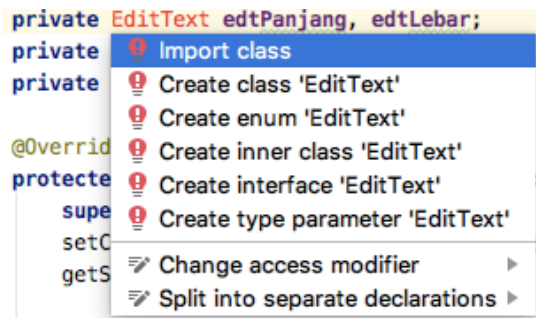 private EditText edtPanjang, edtLebar;
private Import class
private Create class 'EditText'
Create enum 'EditText'
@Overrid Create inner class 'EditText'
protecte Create interface 'EditText'
supe Create type parameter 'EditText'
setC
getS Change access modifier
Split into separate declarations